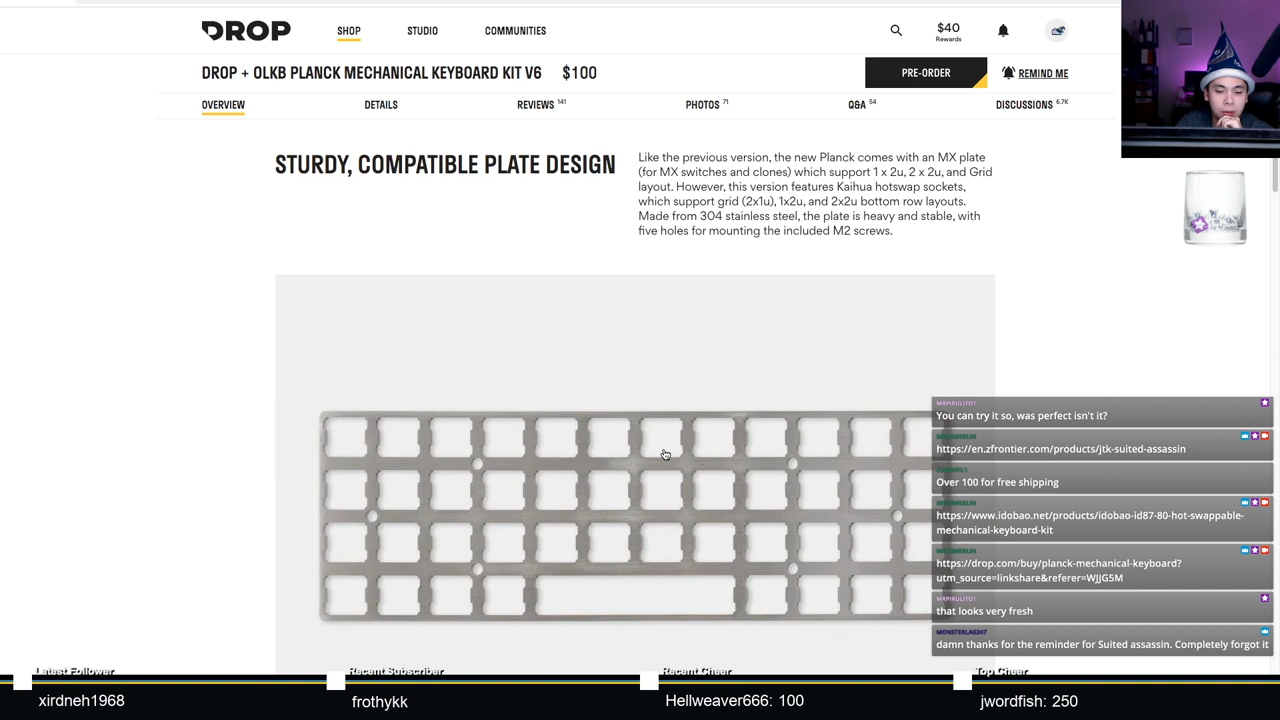 DROP
SHOP
STUDIO
COMMUNITIES
$40
Rewards
DROP + OLKB PLANCK MECHANICAL KEYBOARD KIT V6 $100
PRE-ORDER
REMIND ME
OVERVIEW
DETAILS
REVIEWS 141
PHOTOS 71
Q&A 54
DISCUSSIONS 6.7K
STURDY, COMPATIBLE PLATE DESIGN
Like the previous version, the new Planck comes with an MX plate
(for MX switches and clones) which support 1 x 2u, 2 x 2u, and Grid
layout. However, this version features Kaihua hotswap sockets,
which support grid (2x1u), 1x2u, and 2x2u bottom row layouts.
Made from 304 stainless steel, the plate is heavy and stable, with
five holes for mounting the included M2 screws.
MRPIRULITO1
You can try it so, was perfect isn't it?
https://en.zfrontier.com/products/jtk-suited-assassin
Over 100 for free shipping
https://www.idobao.net/products/idobao-id87-80-hot-swappable-
mechanical-keyboard-kit
https://drop.com/buy/planck-mechanical-keyboard?
utm_source=linkshare&referer=WJJG5M
MRPIRULITO1
that looks very fresh
MONSTERLAG247
damn thanks for the reminder for Suited assassin. Completely forgot it
Latest Follower
xirdneh1968
Recent Subscriber
frothykk
Recent Cheer
Hellweaver666: 100
Top Cheer
jwordfish: 250